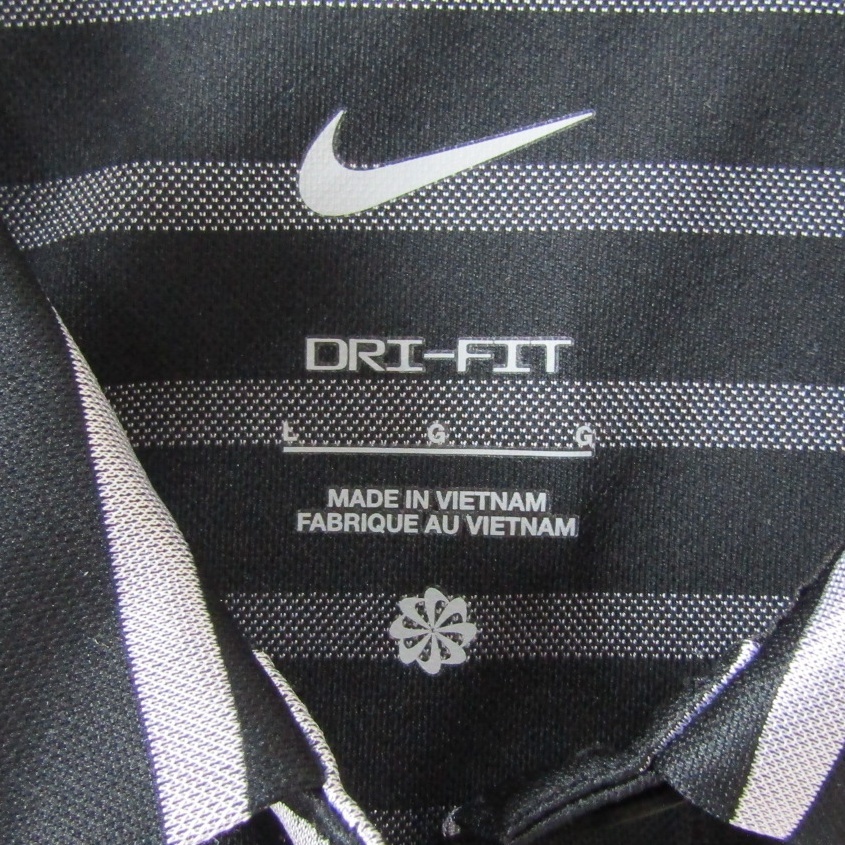 DRI-FIT
L G G
MADE IN VIETNAM
FABRIQUE AU VIETNAM